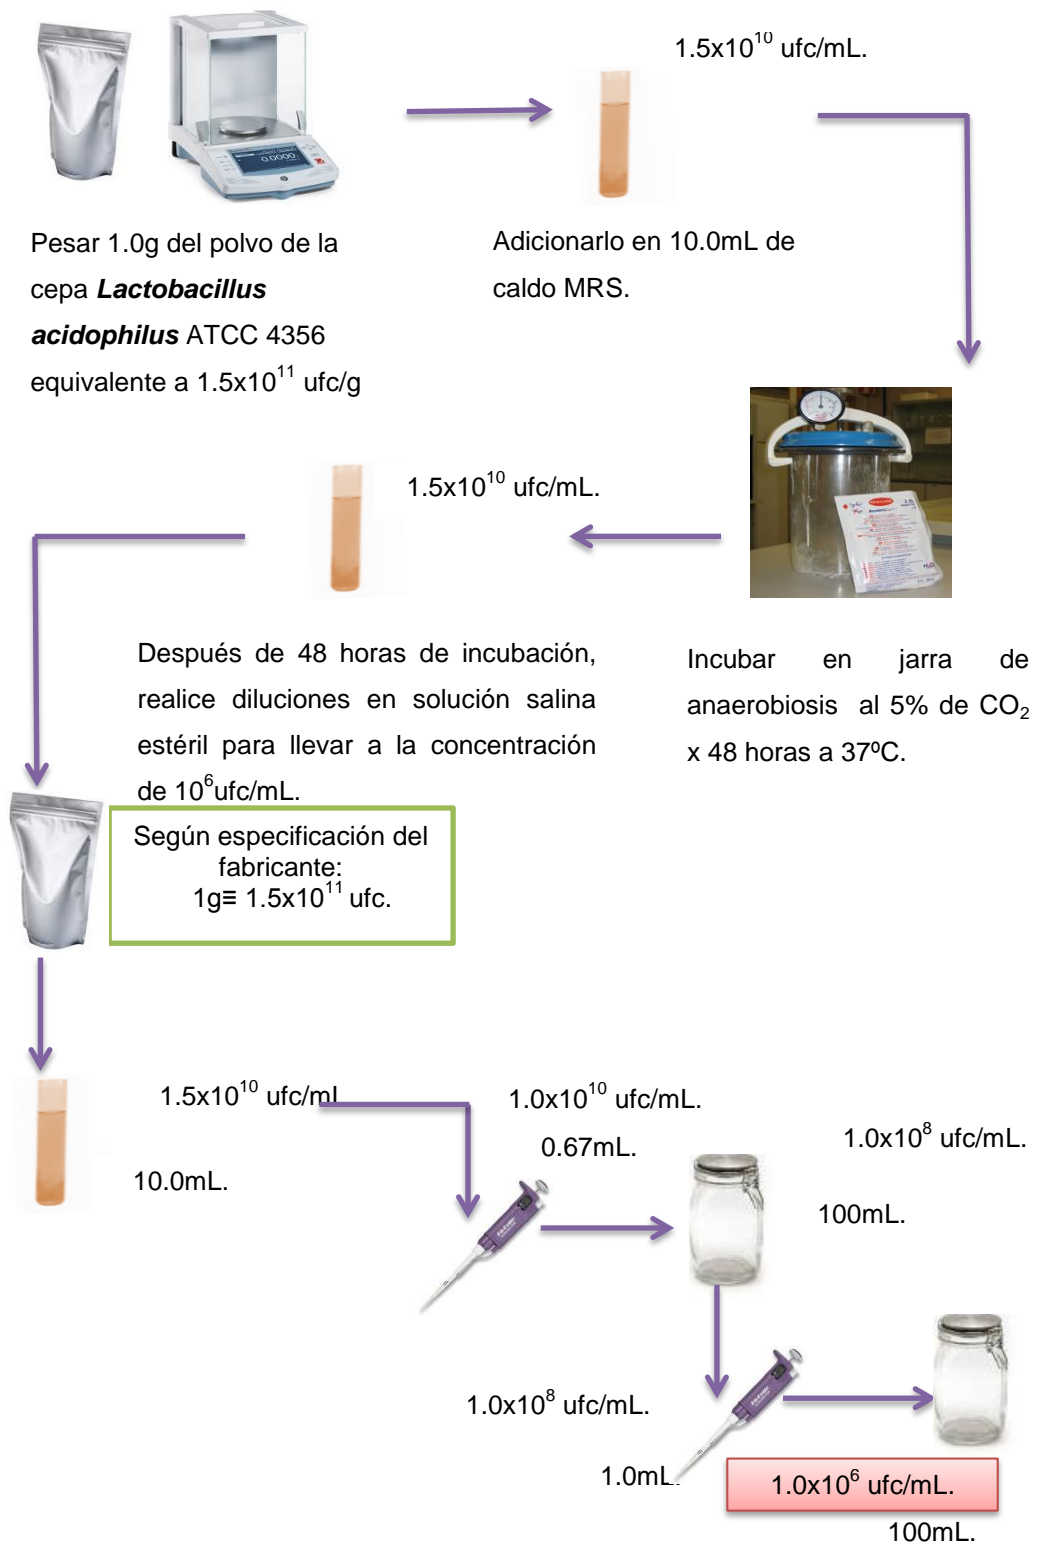 1.5x10¹⁰ ufc/mL.
Pesar 1.0g del polvo de la
cepa Lactobacillus
acidophilus ATCC 4356
equivalente a 1.5x10¹¹ ufc/g
Adicionarlo en 10.0mL de
caldo MRS.
1.5x10¹⁰ ufc/mL.
Incubar en jarra de
anaerobiosis al 5% de CO₂
x 48 horas a 37ºC.
Después de 48 horas de incubación,
realice diluciones en solución salina
estéril para llevar a la concentración
de 10⁶ufc/mL.
Según especificación del
fabricante:
1g≡ 1.5x10¹¹ ufc.
1.5x10¹⁰ ufc/mL
10.0mL.
1.0x10¹⁰ ufc/mL.
0.67mL.
1.0x10⁸ ufc/mL.
100mL.
1.0x10⁸ ufc/mL.
1.0mL.
1.0x10⁶ ufc/mL.
100mL.
0.0000